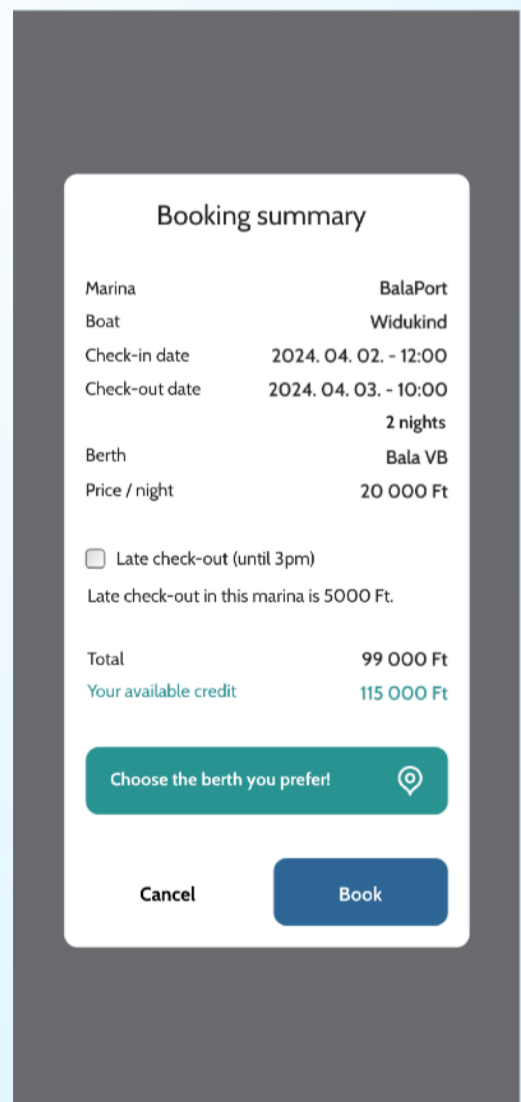 Booking summary
Marina BalaPort
Boat Widukind
Check-in date 2024. 04. 02. - 12:00
Check-out date 2024. 04. 03. - 10:00
2 nights
Berth Bala VB
Price / night 20 000 Ft
Late check-out (until 3pm)
Late check-out in this marina is 5000 Ft.
Total 99 000 Ft
Your available credit 115 000 Ft
Choose the berth you prefer!
Cancel Book